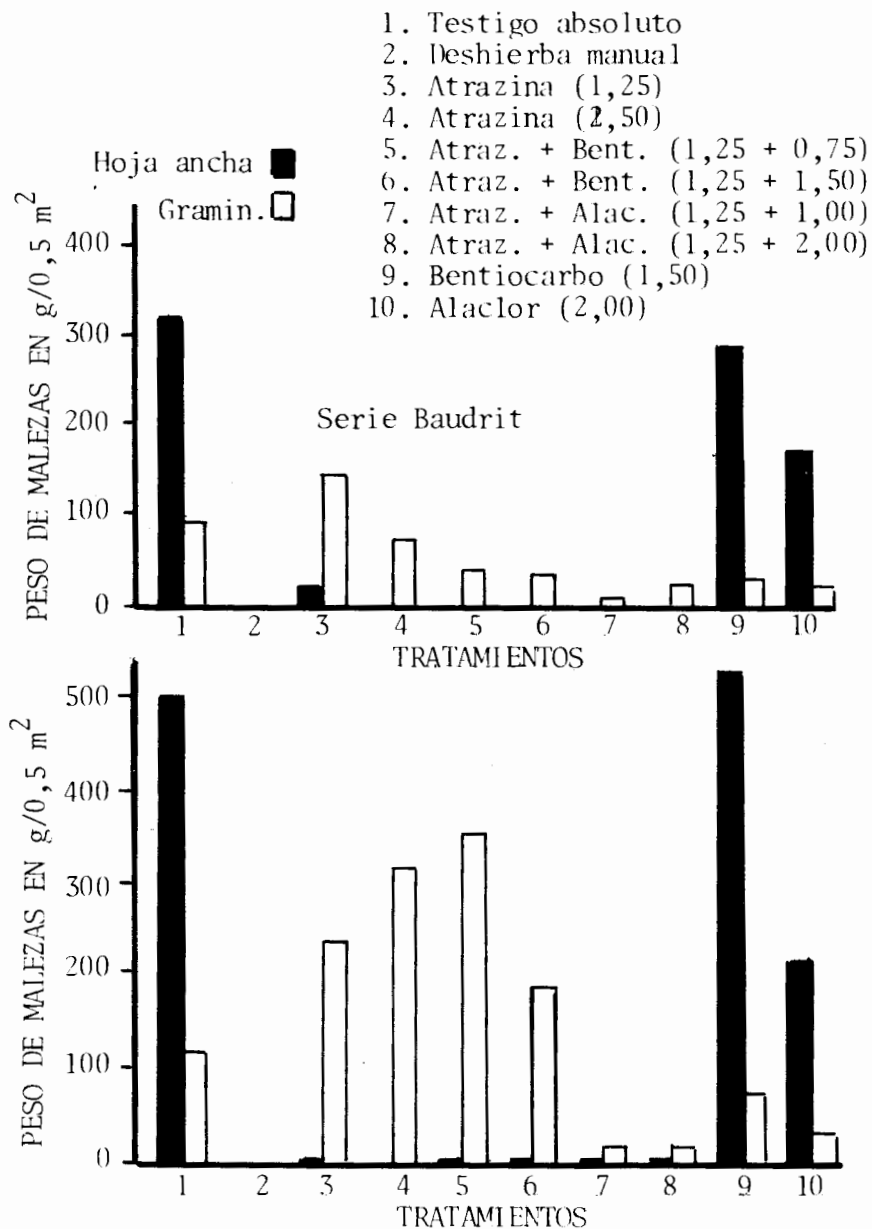 1. Testigo absoluto
2. Deshierba manual
3. Atrazina (1,25)
4. Atrazina (2,50)
5. Atraz. + Bent. (1,25 + 0,75)
6. Atraz. + Bent. (1,25 + 1,50)
7. Atraz. + Alac. (1,25 + 1,00)
8. Atraz. + Alac. (1,25 + 2,00)
9. Bentiocarbo (1,50)
10. Alaclor (2,00)
Hoja ancha
Gramin.
PESO DE MALEZAS EN g/0,5 m²
400
300
200
100
0
Serie Baudrit
1 2 3 4 5 6 7 8 9 10
TRATAMIENTOS
PESO DE MALEZAS EN g/0,5 m²
500
400
300
200
100
0
1 2 3 4 5 6 7 8 9 10
TRATAMIENTOS